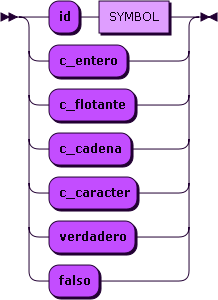 id SYMBOL
c_entero
c_flotante
c_cadena
c_caracter
verdadero
falso